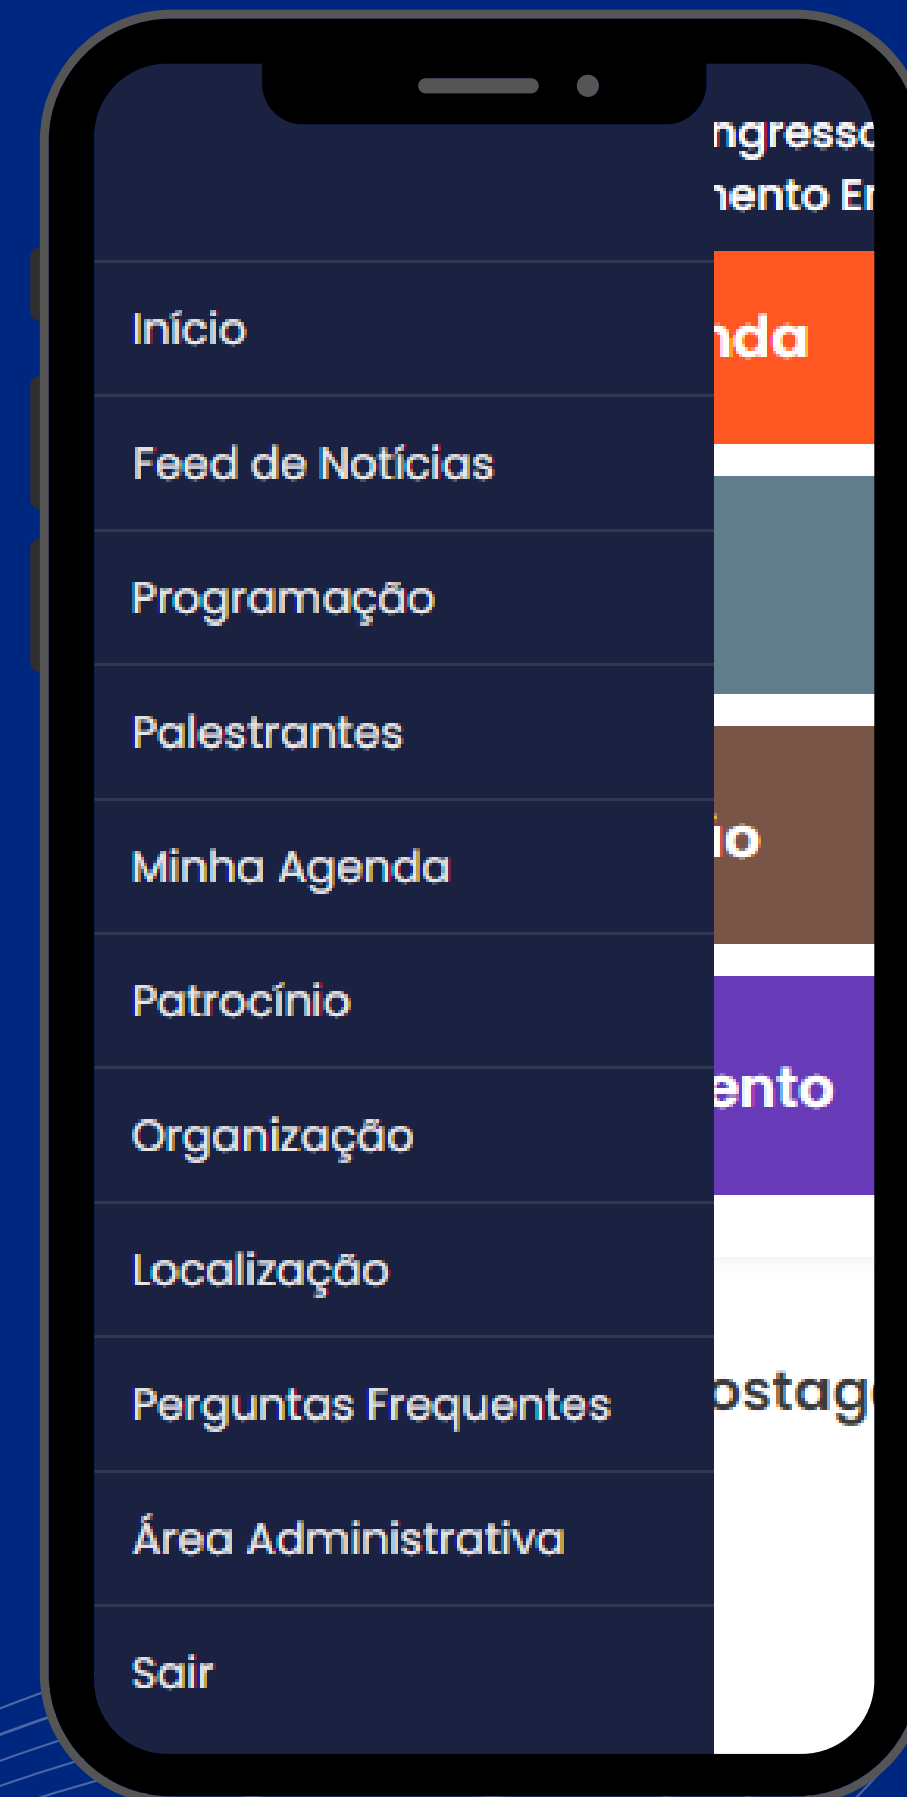 Início
Feed de Notícias
Programação
Palestrantes
Minha Agenda
Patrocínio
Organização
Localização
Perguntas Frequentes
Área Administrativa
Sair